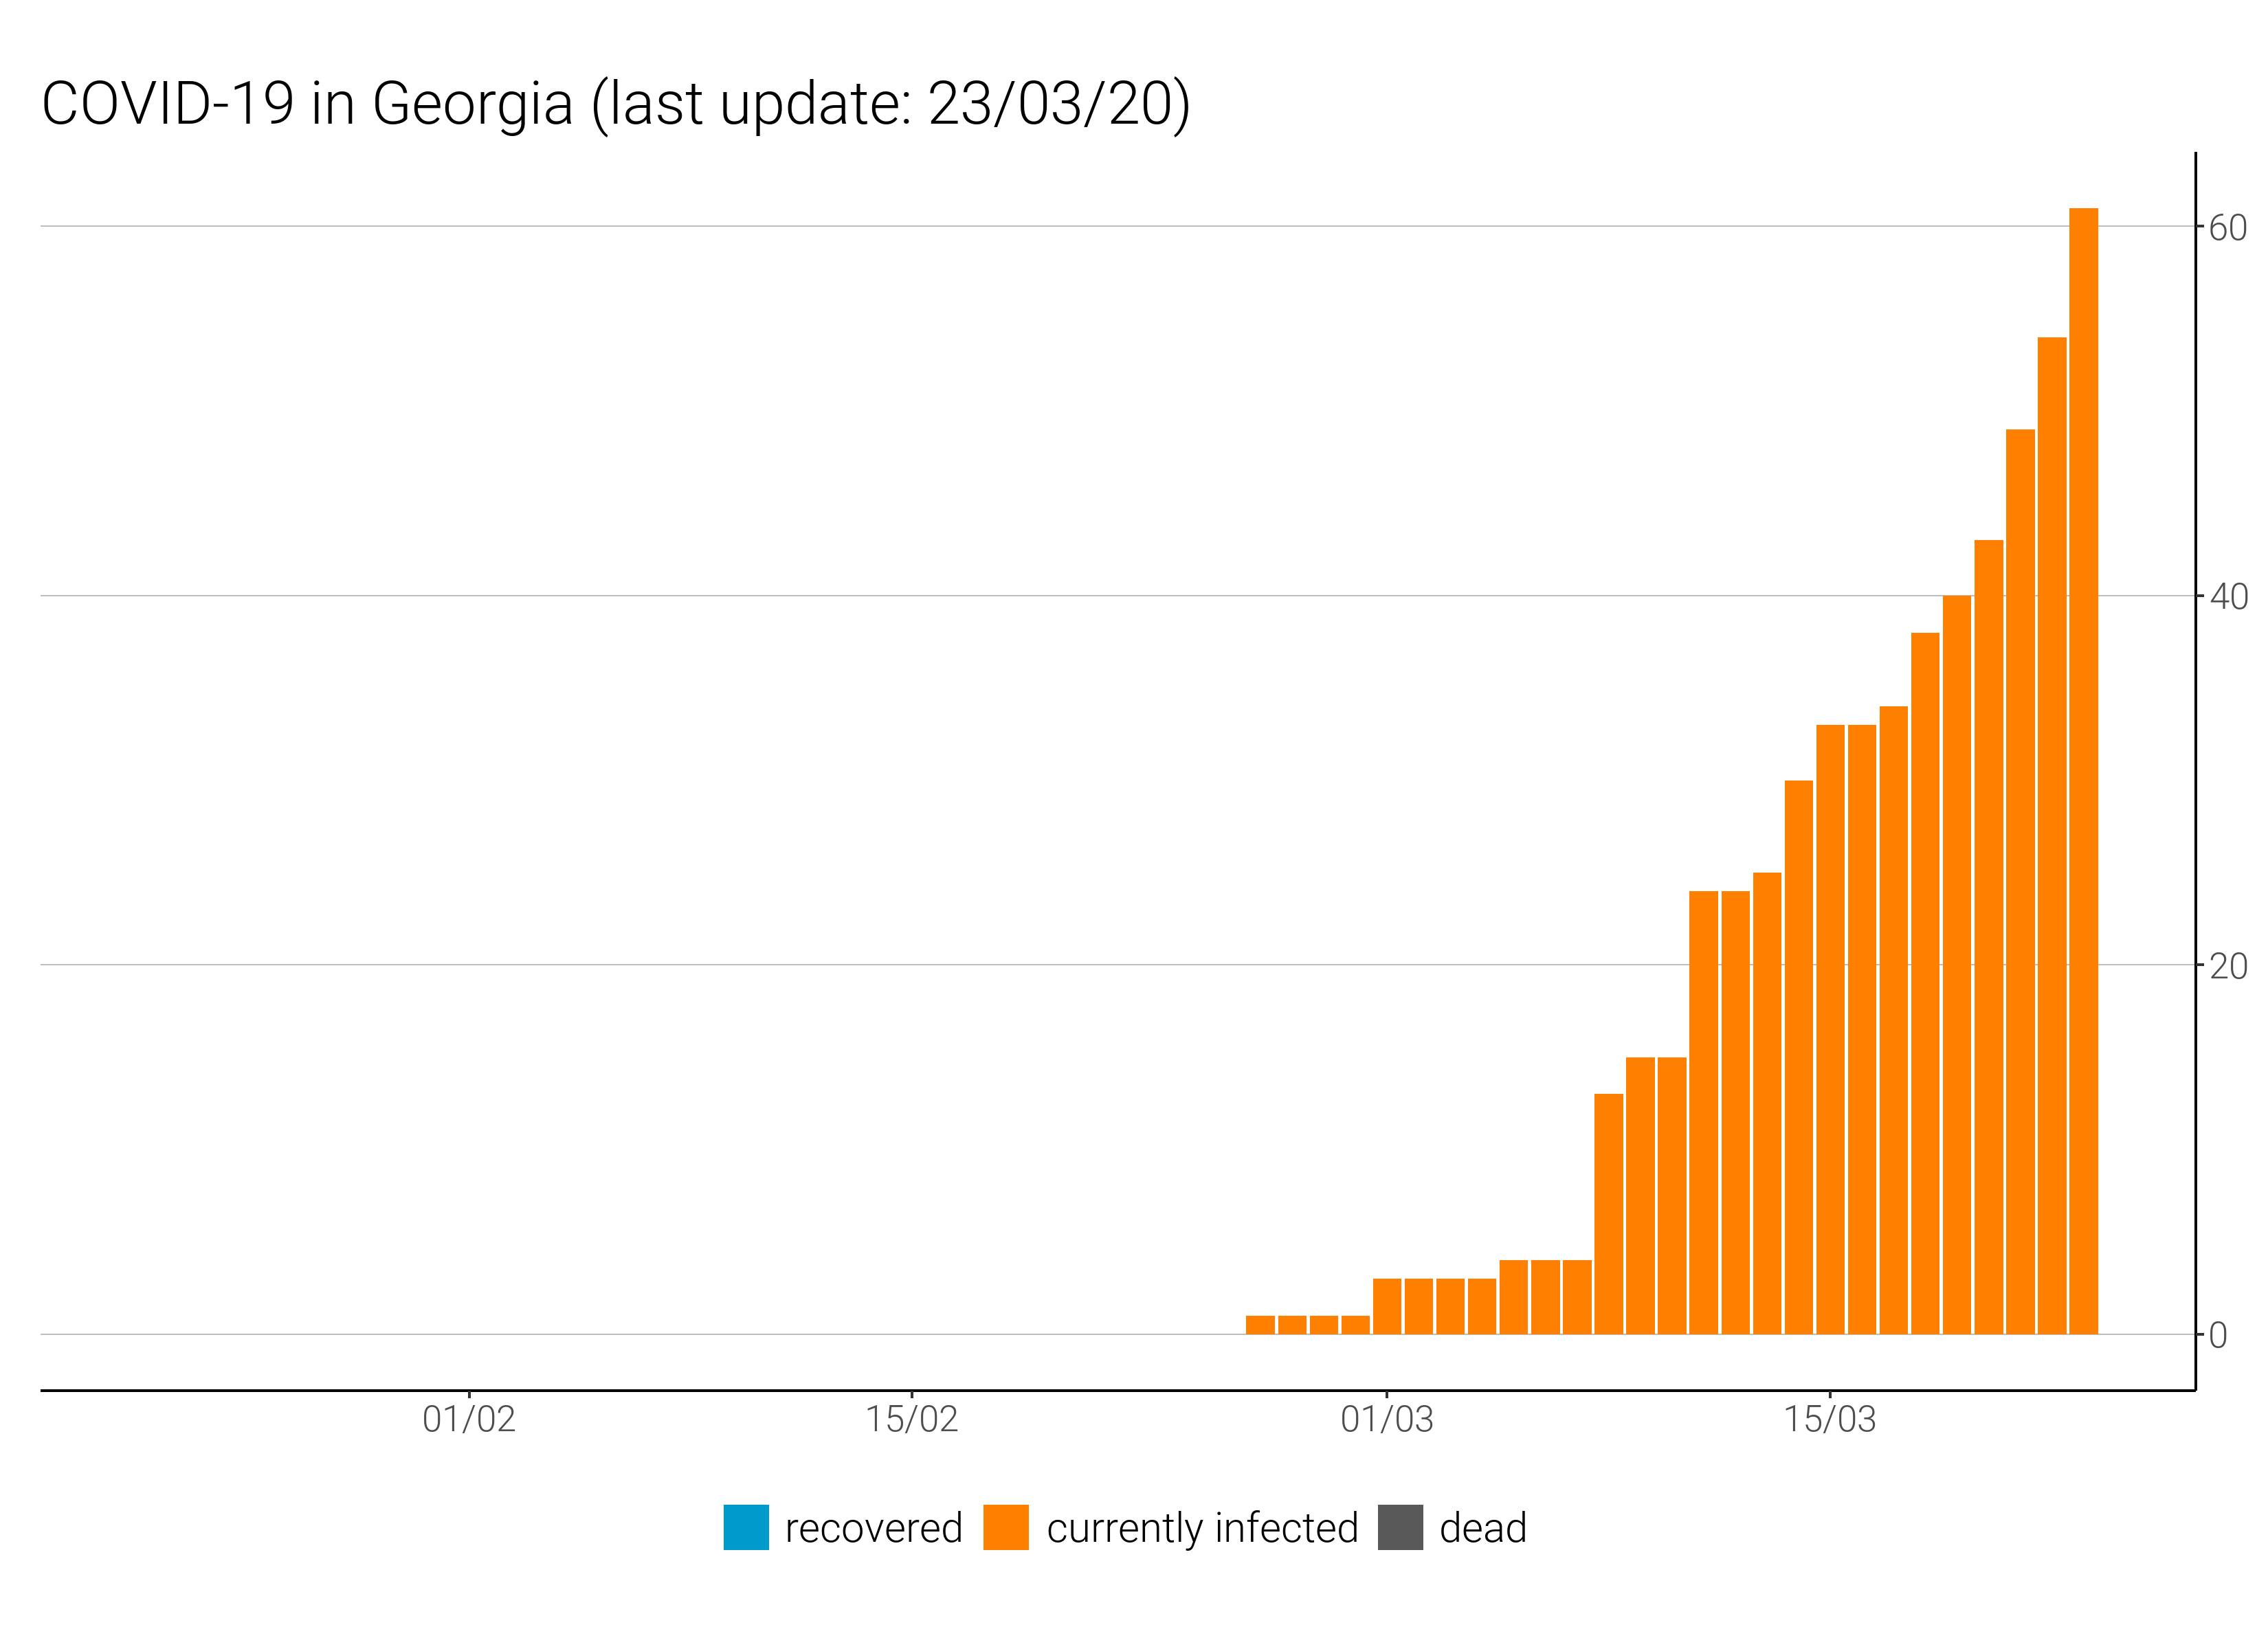 COVID-19 in Georgia (last update: 23/03/20)
60
40
20
0
01/02 15/02 01/03 15/03
recovered currently infected dead